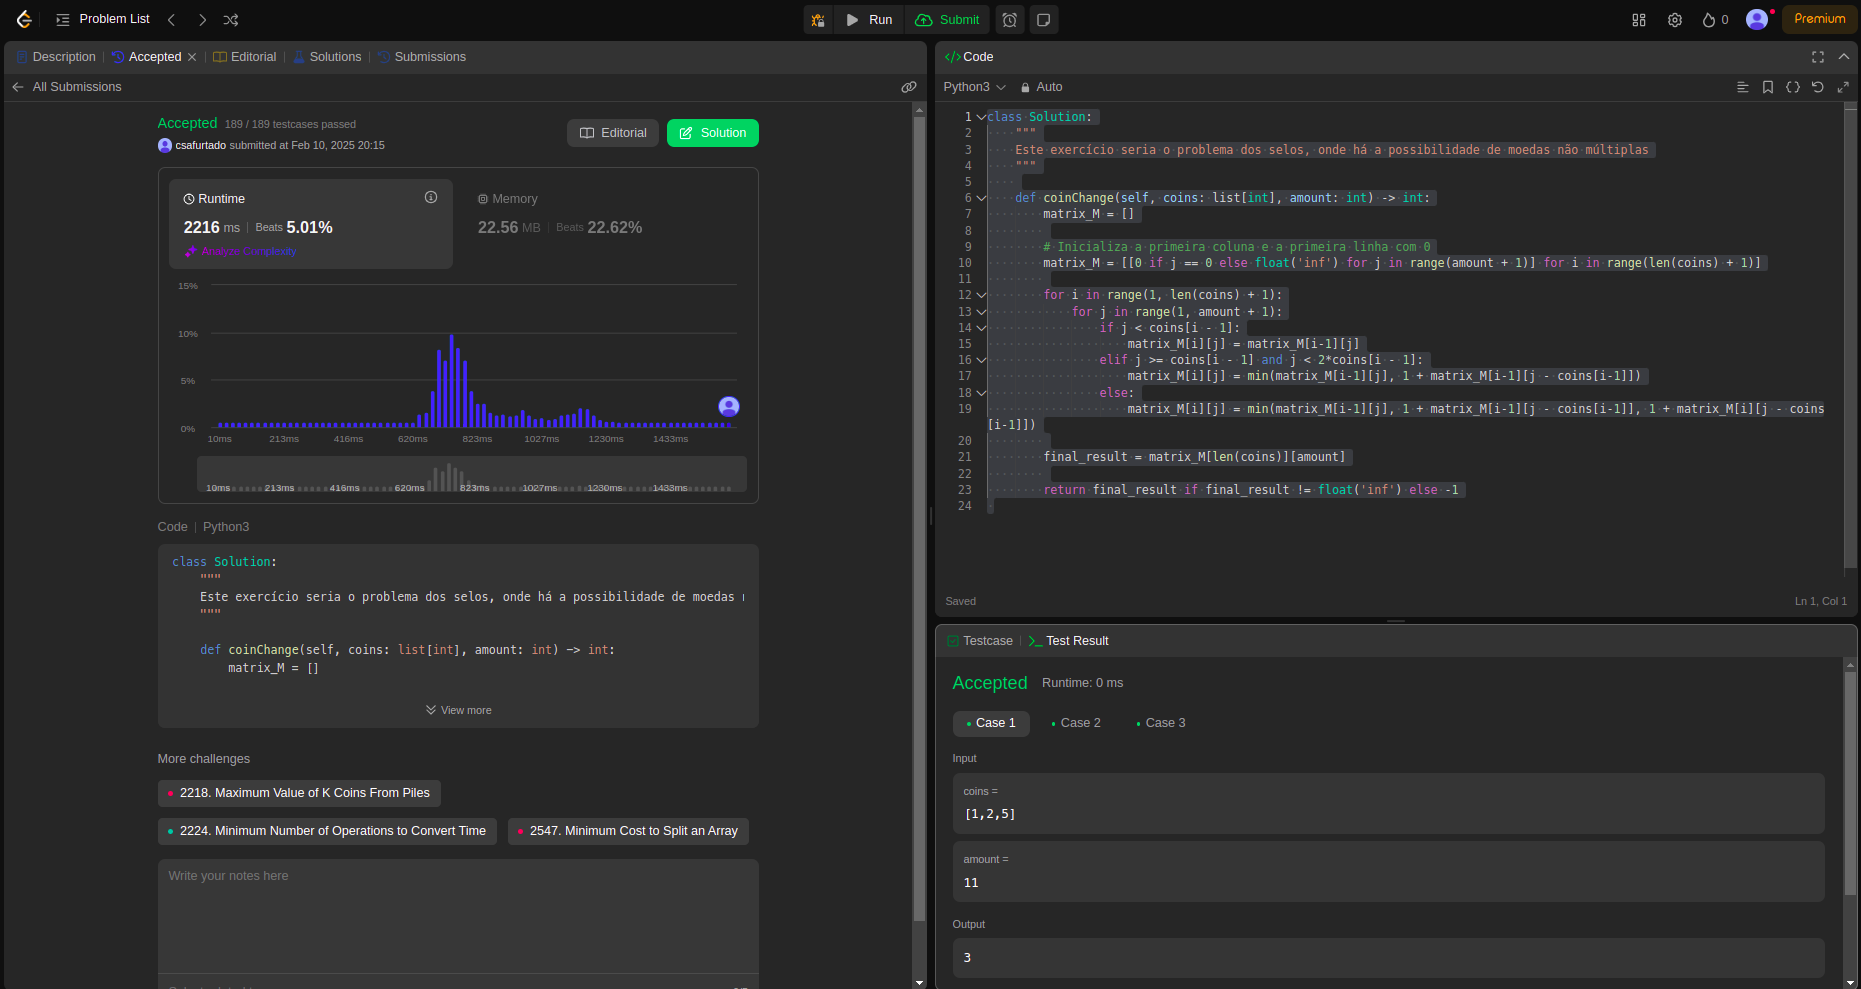 Problem List
Run
Submit
0
Premium
Description
Accepted
Editorial
Solutions
Submissions
All Submissions
Accepted 189 / 189 testcases passed
csafurtado submitted at Feb 10, 2025 20:15
Editorial
Solution
Runtime
2216 ms | Beats 5.01%
Analyze Complexity
Memory
22.56 MB | Beats 22.62%
15%
10%
5%
0%
10ms 213ms 416ms 620ms 823ms 1027ms 1230ms 1433ms
10ms 213ms 416ms 620ms 823ms 1027ms 1230ms 1433ms
Code | Python3
class Solution:
"""
Este exercício seria o problema dos selos, onde há a possibilidade de moedas
"""
def coinChange(self, coins: list[int], amount: int) -> int:
matrix_M = []
View more
More challenges
2218. Maximum Value of K Coins From Piles
2224. Minimum Number of Operations to Convert Time
2547. Minimum Cost to Split an Array
Write your notes here
</> Code
Python3
Auto
1 class Solution:
2 """
3 Este exercício seria o problema dos selos, onde há a possibilidade de moedas não múltiplas
4 """
5
6 def coinChange(self, coins: list[int], amount: int) -> int:
7 matrix_M = []
8
9 # Inicializa a primeira coluna e a primeira linha com 0
10 matrix_M = [[0 if j == 0 else float('inf') for j in range(amount + 1)] for i in range(len(coins) + 1)]
11
12 for i in range(1, len(coins) + 1):
13 for j in range(1, amount + 1):
14 if j < coins[i - 1]:
15 matrix_M[i][j] = matrix_M[i-1][j]
16 elif j >= coins[i - 1] and j < 2*coins[i - 1]:
17 matrix_M[i][j] = min(matrix_M[i-1][j], 1 + matrix_M[i-1][j - coins[i-1]])
18 else:
19 matrix_M[i][j] = min(matrix_M[i-1][j], 1 + matrix_M[i-1][j - coins[i-1]], 1 + matrix_M[i][j - coins
[i-1]])
20
21 final_result = matrix_M[len(coins)][amount]
22
23 return final_result if final_result != float('inf') else -1
24
Saved
Ln 1, Col 1
Testcase
Test Result
Accepted Runtime: 0 ms
Case 1
Case 2
Case 3
Input
coins =
[1,2,5]
amount =
11
Output
3